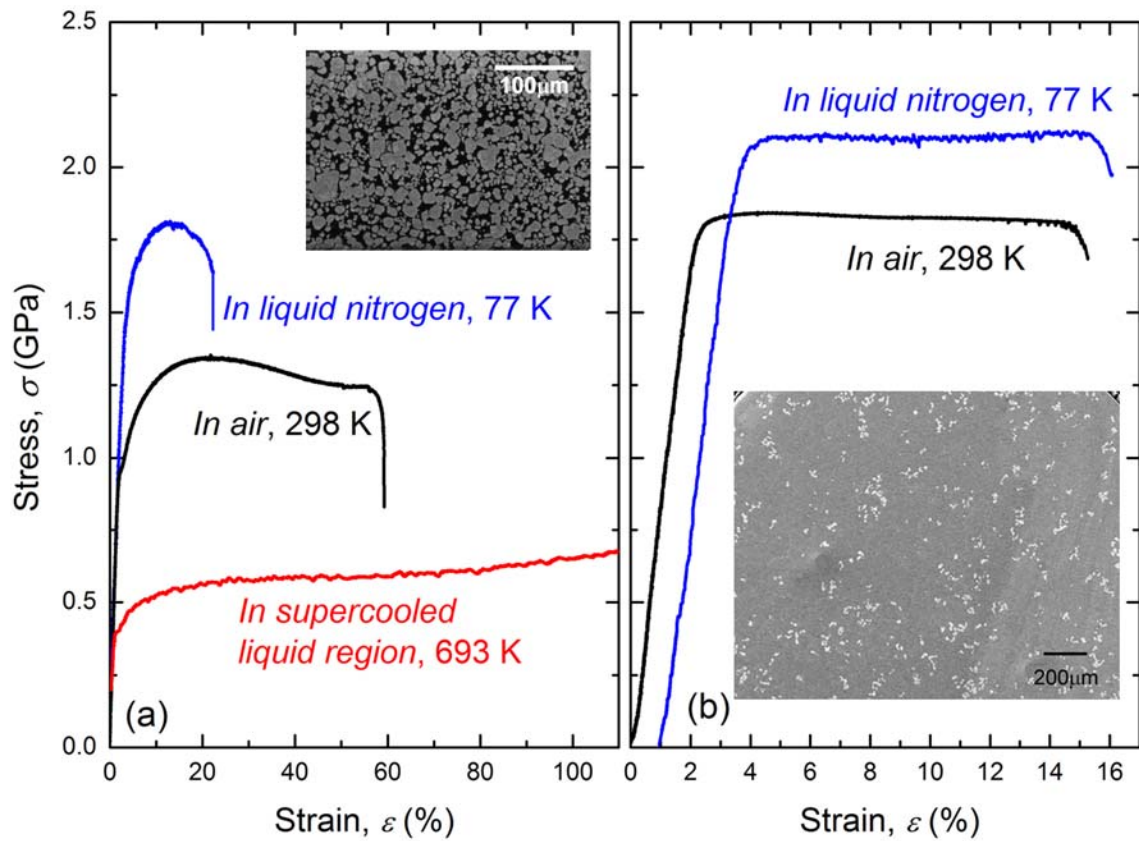 2.5
2.0
1.5
1.0
0.5
0.0
Stress, σ (GPa)
100μm
In liquid nitrogen, 77 K
In air, 298 K
In supercooled
liquid region, 693 K
(a)
0 20 40 60 80 100
Strain, ε (%)
In liquid nitrogen, 77 K
In air, 298 K
200μm
(b)
0 2 4 6 8 10 12 14 16
Strain, ε (%)